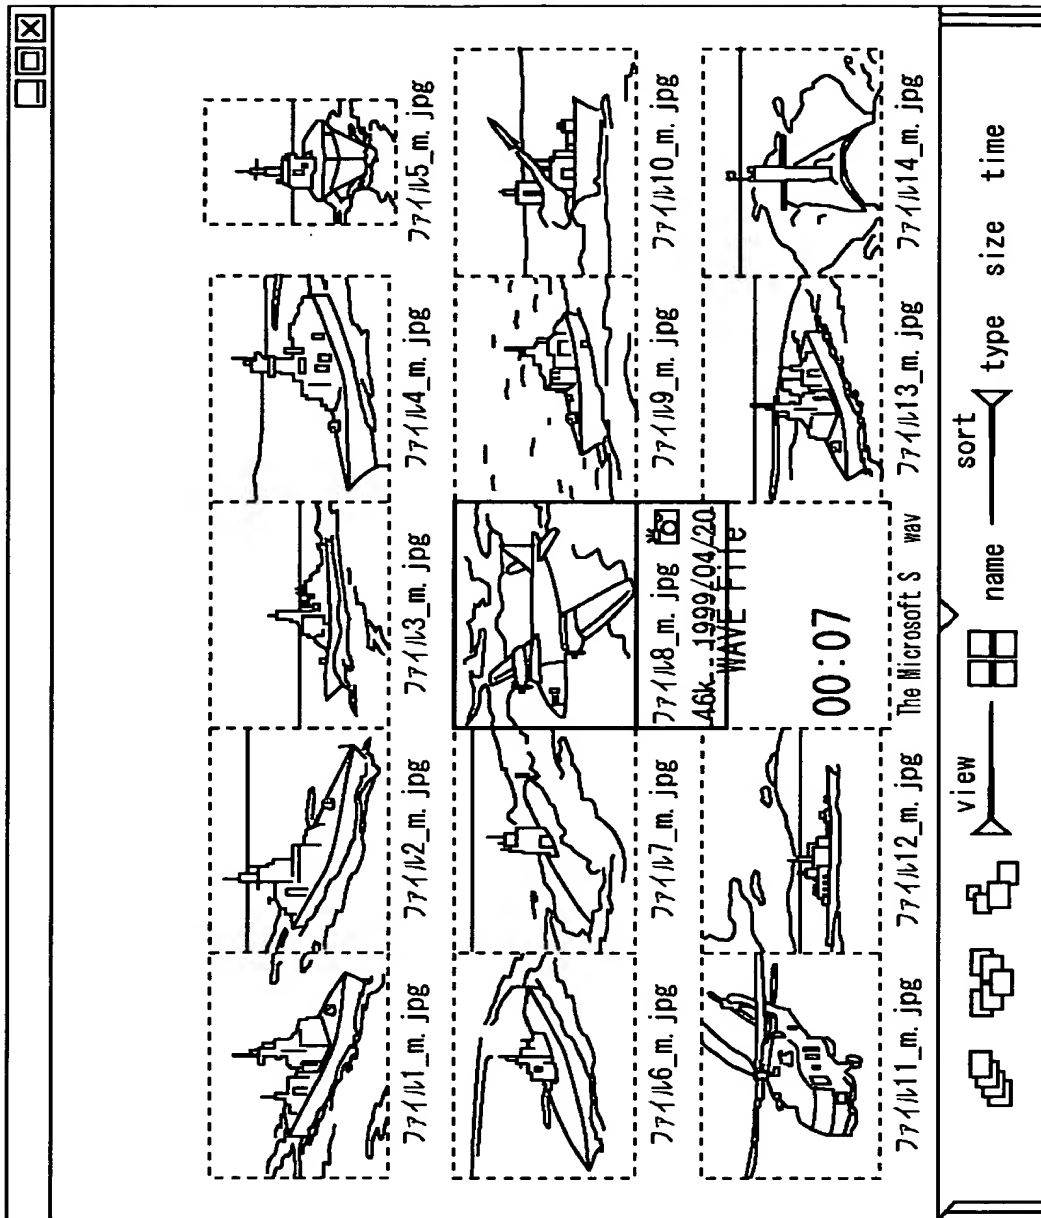 ファイル1_m.jpg
ファイル2_m.jpg
ファイル3_m.jpg
ファイル4_m.jpg
ファイル5_m.jpg
ファイル6_m.jpg
ファイル7_m.jpg
ファイル8_m.jpg
46k 1999/04/20
ファイル9_m.jpg
ファイル10_m.jpg
WAVE File
00:07
ファイル11_m.jpg
ファイル12_m.jpg
The Microsoft S wav
ファイル13_m.jpg
ファイル14_m.jpg
view
sort
name type size time